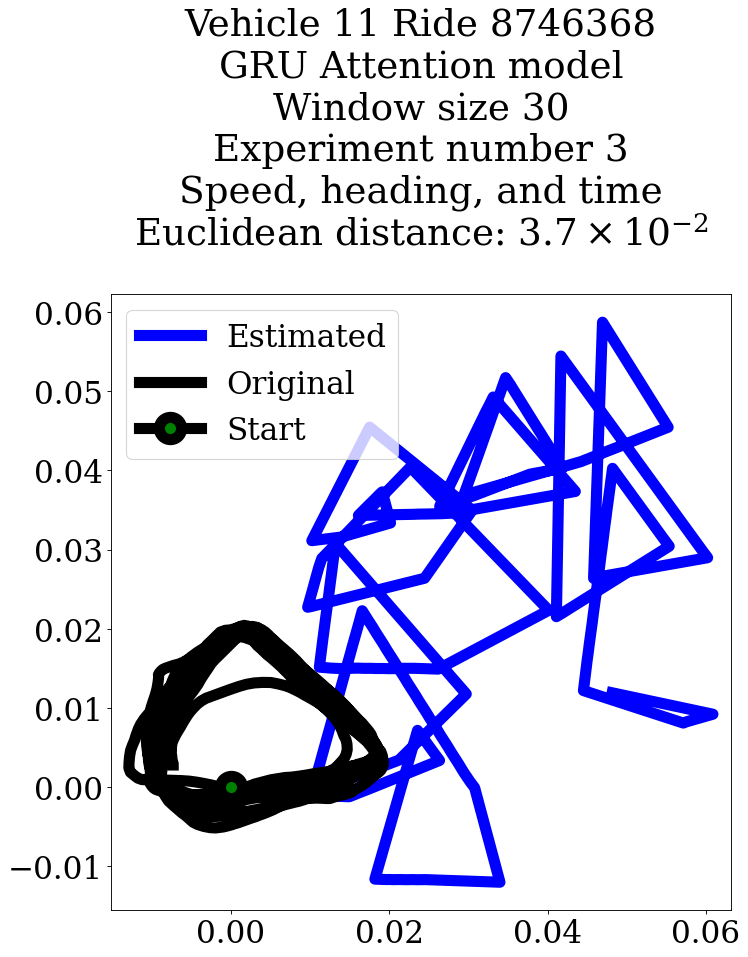 Vehicle 11 Ride 8746368
GRU Attention model
Window size 30
Experiment number 3
Speed, heading, and time
Euclidean distance: 3.7 × 10⁻²
Estimated
Original
Start
0.06
0.05
0.04
0.03
0.02
0.01
0.00
−0.01
0.00 0.02 0.04 0.06